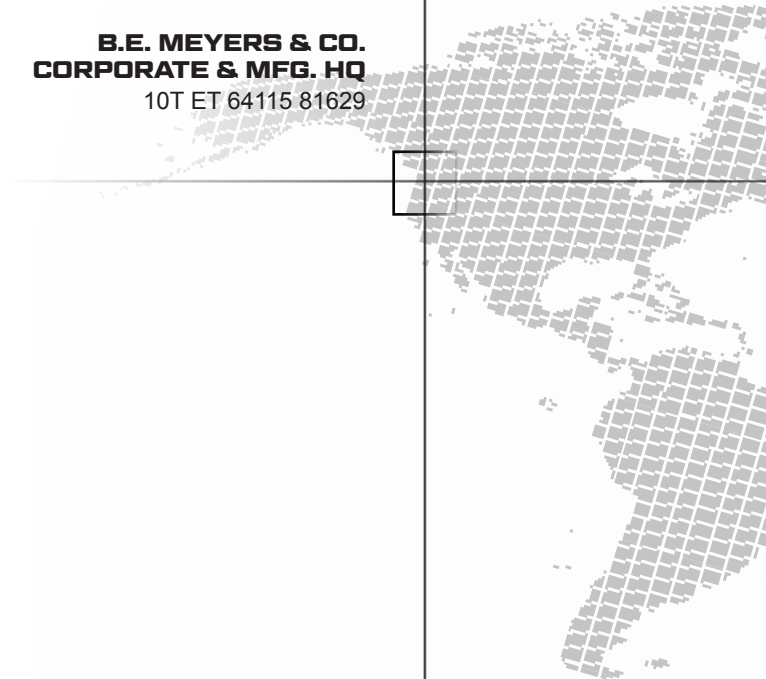 B.E. MEYERS & CO.
CORPORATE & MFG. HQ
10T ET 64115 81629